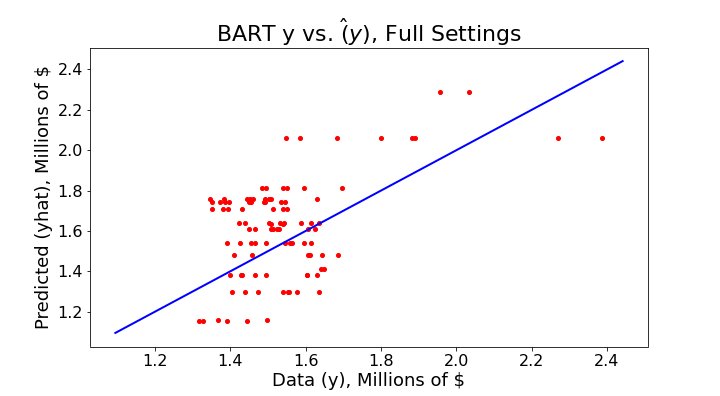 BART y vs. (̂y), Full Settings
Predicted (yhat), Millions of $
2.4
2.2
2.0
1.8
1.6
1.4
1.2
1.2 1.4 1.6 1.8 2.0 2.2 2.4
Data (y), Millions of $